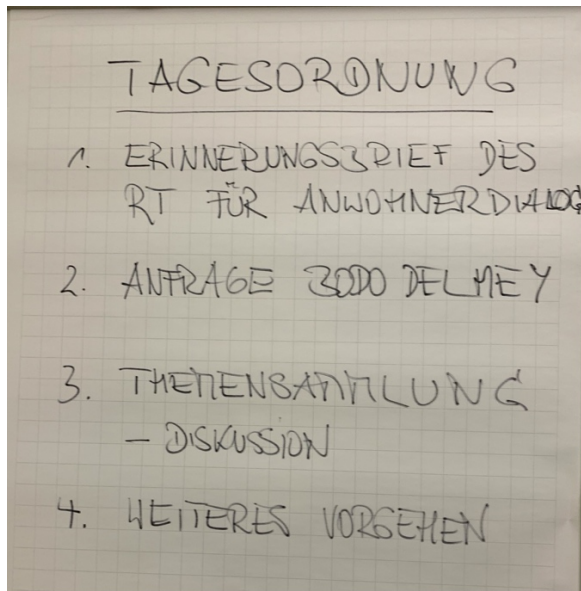 TAGESORDNUNG
1. ERINNERUNGSBRIEF DES
RT FÜR ANWOHNERDIALOG
2. ANFRAGE BODO DELMEY
3. THEMENSAMMLUNG
– DISKUSSION
4. WEITERES VORGEHEN